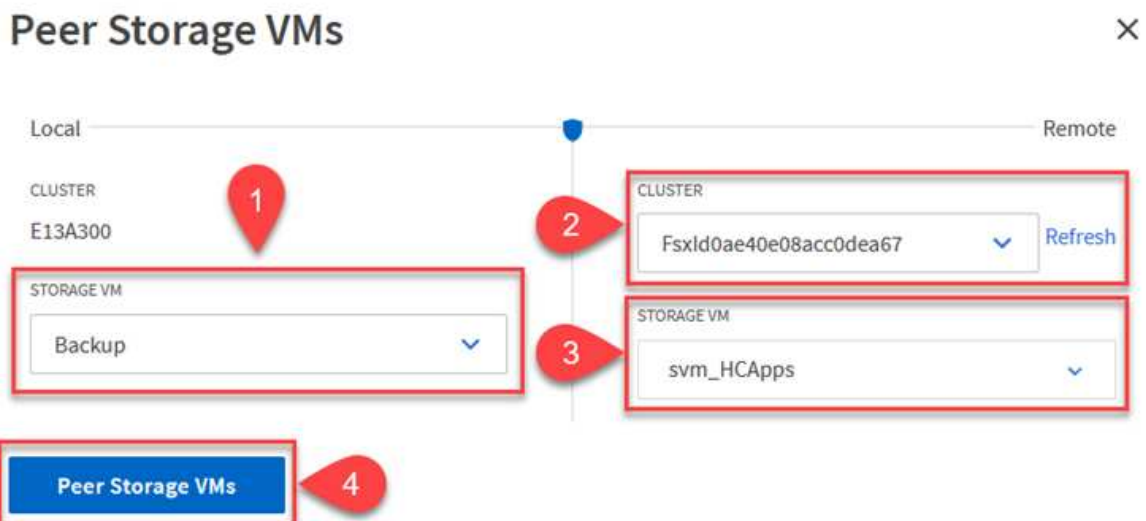 Peer Storage VMs
Local
Remote
CLUSTER
E13A300
1
STORAGE VM
Backup
2
CLUSTER
FsxId0ae40e08acc0dea67
Refresh
3
STORAGE VM
svm_HCApps
Peer Storage VMs
4